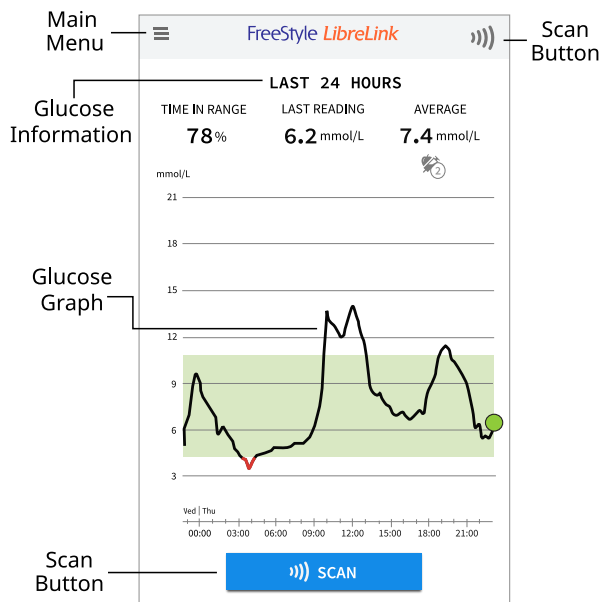 Main
Menu
FreeStyle LibreLink
Scan
Button
LAST 24 HOURS
Glucose
Information
TIME IN RANGE
LAST READING
AVERAGE
78%
6.2 mmol/L
7.4 mmol/L
2
mmol/L
21
18
15
Glucose
Graph
12
9
6
3
Wed | Thu
00:00 03:00 06:00 09:00 12:00 15:00 18:00 21:00
Scan
Button
SCAN